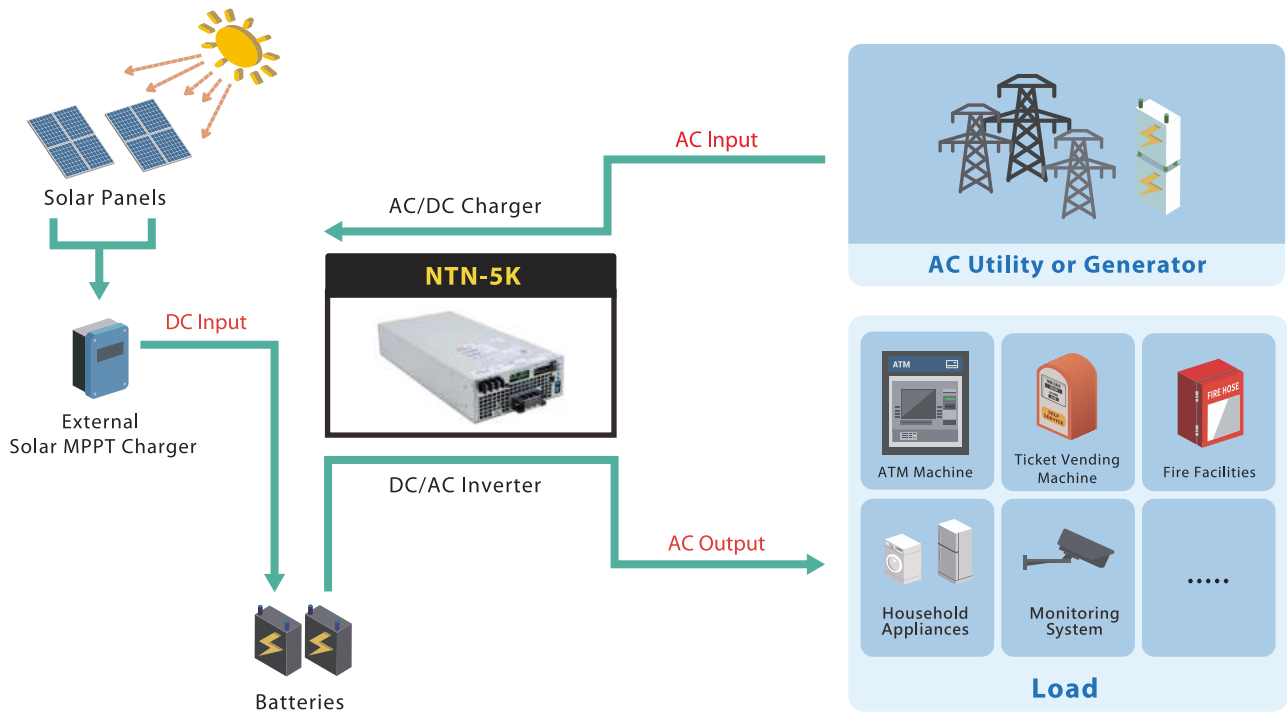 Solar Panels
External
Solar MPPT Charger
DC Input
Batteries
AC/DC Charger
AC Input
NTN-5K
DC/AC Inverter
AC Output
AC Utility or Generator
ATM
ATM Machine
SELF
SERVICE
Ticket Vending
Machine
FIRE HOSE
Fire Facilities
Household
Appliances
Monitoring
System
.....
Load